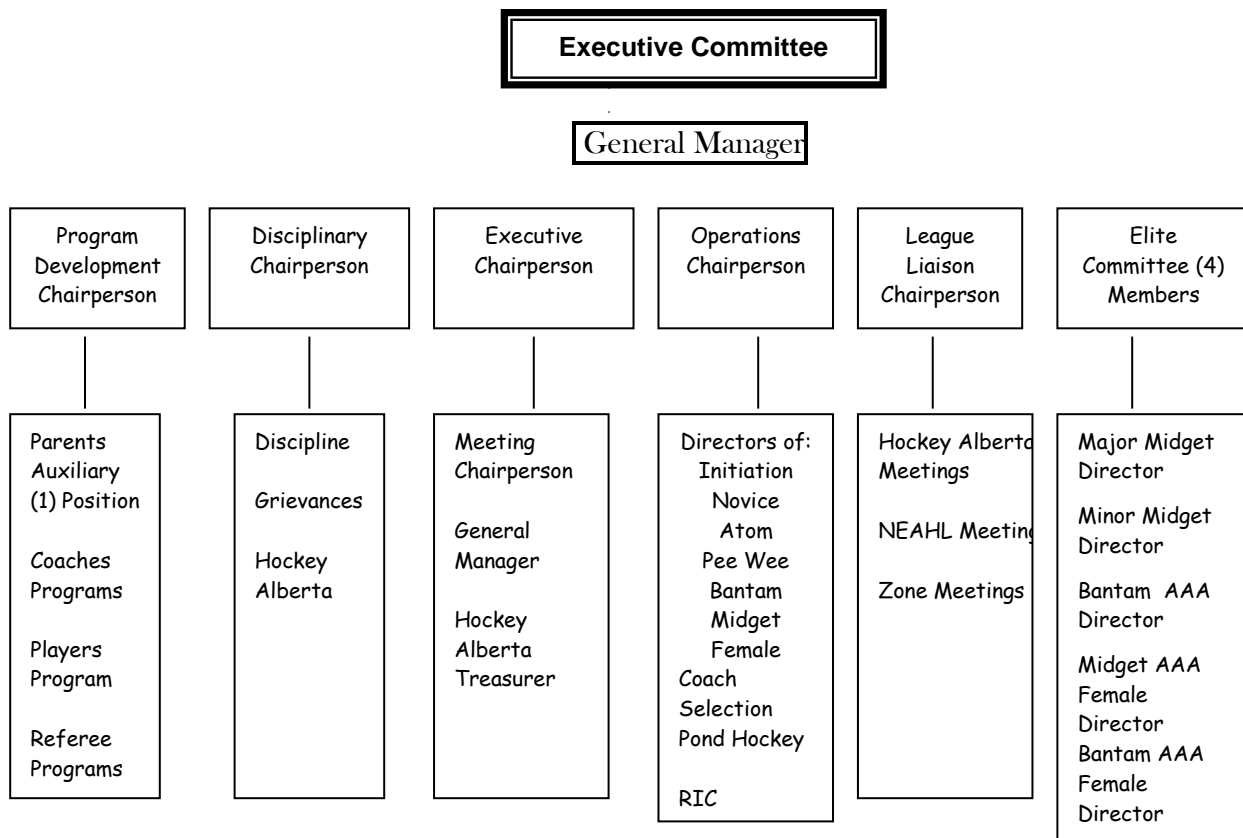 Executive Committee
General Manager
Program
Development
Chairperson
Disciplinary
Chairperson
Executive
Chairperson
Operations
Chairperson
League
Liaison
Chairperson
Elite
Committee (4)
Members
Parents
Auxiliary
(1) Position
Coaches
Programs
Players
Program
Referee
Programs
Discipline
Grievances
Hockey
Alberta
Meeting
Chairperson
General
Manager
Hockey
Alberta
Treasurer
Directors of:
Initiation
Novice
Atom
Pee Wee
Bantam
Midget
Female
Coach
Selection
Pond Hockey
RIC
Hockey Alberta
Meetings
NEAHL Meeting
Zone Meetings
Major Midget
Director
Minor Midget
Director
Bantam AAA
Director
Midget AAA
Female
Director
Bantam AAA
Female
Director